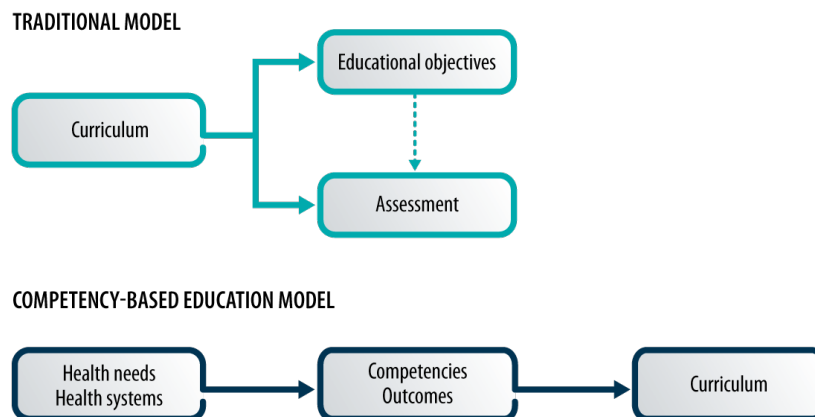 TRADITIONAL MODEL
Educational objectives
Curriculum
Assessment
COMPETENCY-BASED EDUCATION MODEL
Health needs
Health systems
Competencies
Outcomes
Curriculum